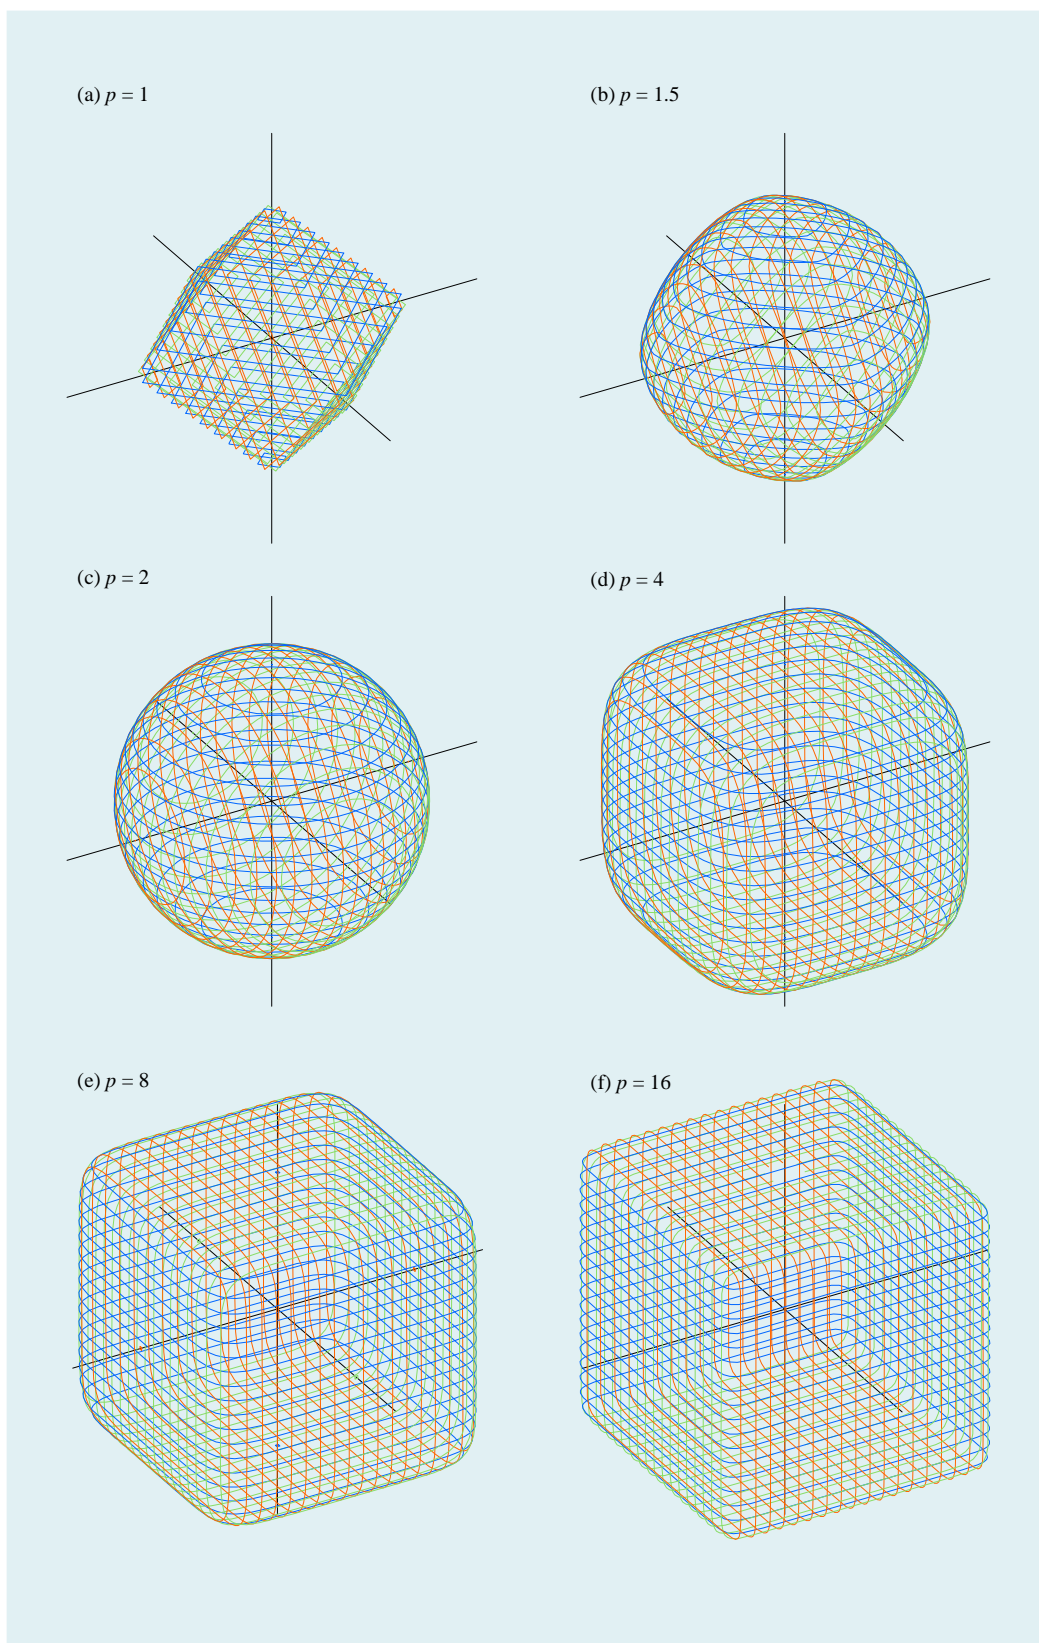 (a) p = 1
(b) p = 1.5
(c) p = 2
(d) p = 4
(e) p = 8
(f) p = 16